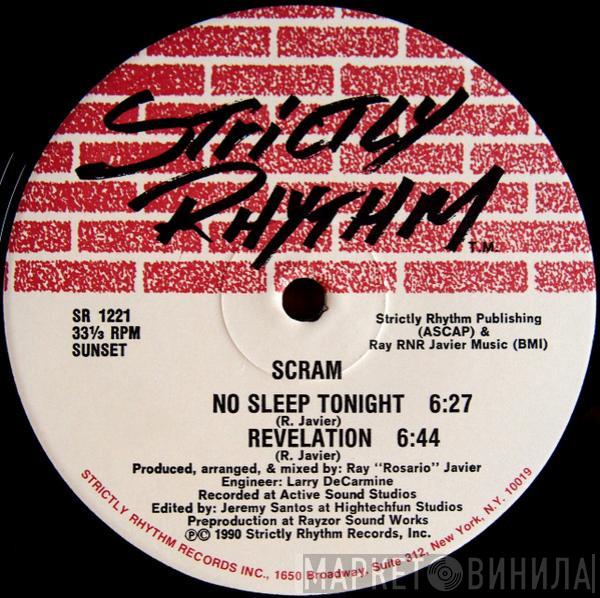 STRICTLY
RHYTHM
T.M.
SR 1221
33⅓ RPM
SUNSET
Strictly Rhythm Publishing
(ASCAP) &
Ray RNR Javier Music (BMI)
SCRAM
NO SLEEP TONIGHT 6:27
(R. Javier)
REVELATION 6:44
(R. Javier)
Produced, arranged, & mixed by: Ray "Rosario" Javier
Engineer: Larry DeCarmine
Recorded at Active Sound Studios
Edited by: Jeremy Santos at Hightechfun Studios
Preproduction at Rayzor Sound Works
℗© 1990 Strictly Rhythm Records, Inc.
STRICTLY RHYTHM RECORDS INC., 1650 Broadway, Suite 312, New York, N.Y. 10019
МАРКЕТ ВИНИЛА